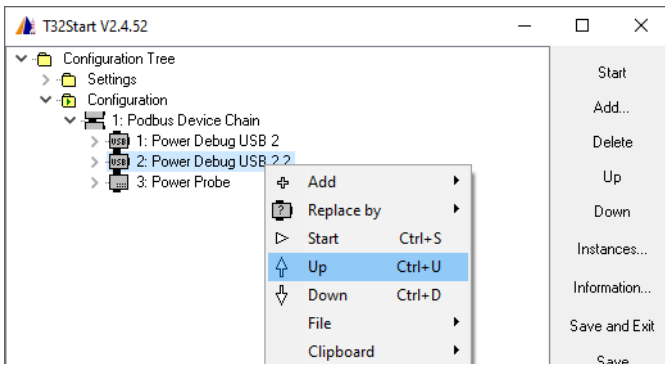 T32Start V2.4.52
Configuration Tree
Settings
Configuration
1: Podbus Device Chain
1: Power Debug USB 2
2: Power Debug USB 2 2
3: Power Probe
Add
Replace by
Start Ctrl+S
Up Ctrl+U
Down Ctrl+D
File
Clipboard
Start
Add...
Delete
Up
Down
Instances...
Information...
Save and Exit
Save